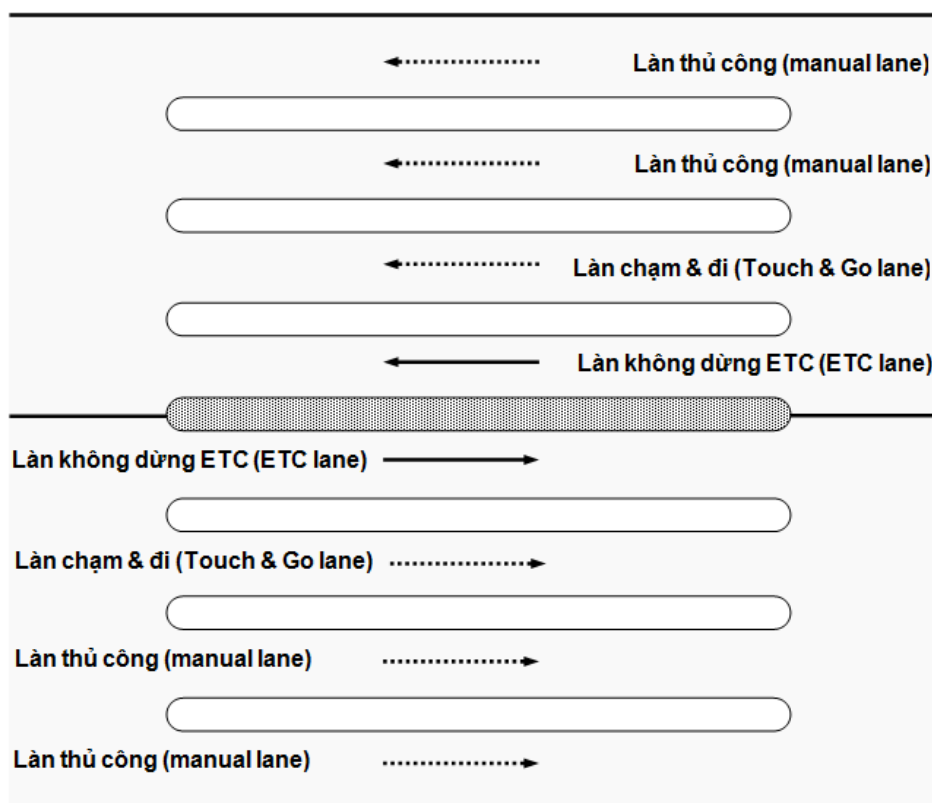 Làn thủ công (manual lane)
Làn thủ công (manual lane)
Làn chạm & đi (Touch & Go lane)
Làn không dừng ETC (ETC lane)
Làn không dừng ETC (ETC lane)
Làn chạm & đi (Touch & Go lane)
Làn thủ công (manual lane)
Làn thủ công (manual lane)